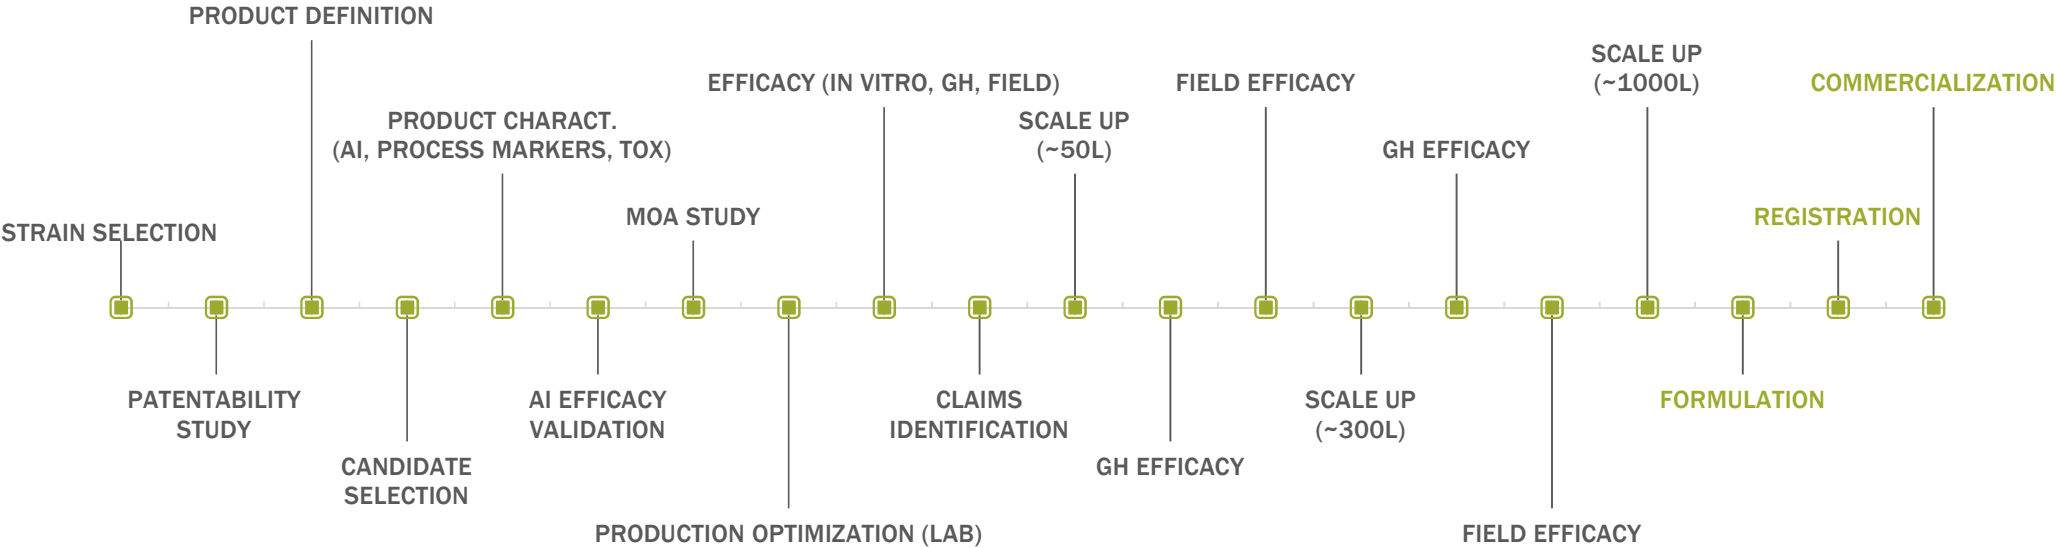 PRODUCT DEFINITION
SCALE UP
(~1000L)
EFFICACY (IN VITRO, GH, FIELD)
FIELD EFFICACY
COMMERCIALIZATION
PRODUCT CHARACT.
(AI, PROCESS MARKERS, TOX)
SCALE UP
(~50L)
GH EFFICACY
STRAIN SELECTION
MOA STUDY
REGISTRATION
PATENTABILITY
STUDY
AI EFFICACY
VALIDATION
CLAIMS
IDENTIFICATION
SCALE UP
(~300L)
FORMULATION
CANDIDATE
SELECTION
GH EFFICACY
PRODUCTION OPTIMIZATION (LAB)
FIELD EFFICACY